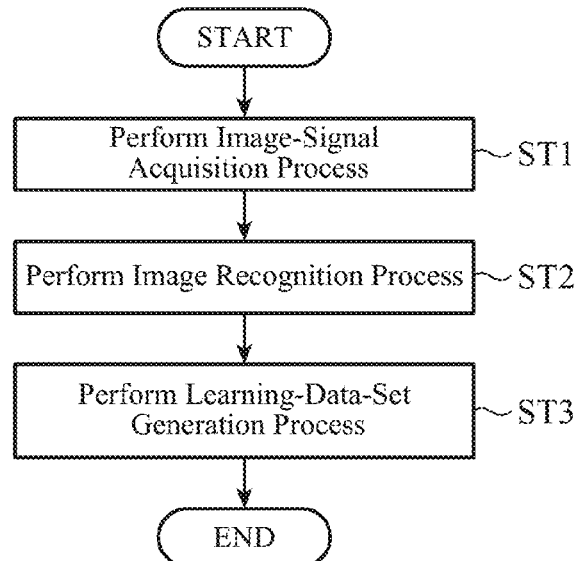 START
Perform Image-Signal
Acquisition Process
ST1
Perform Image Recognition Process
ST2
Perform Learning-Data-Set
Generation Process
ST3
END